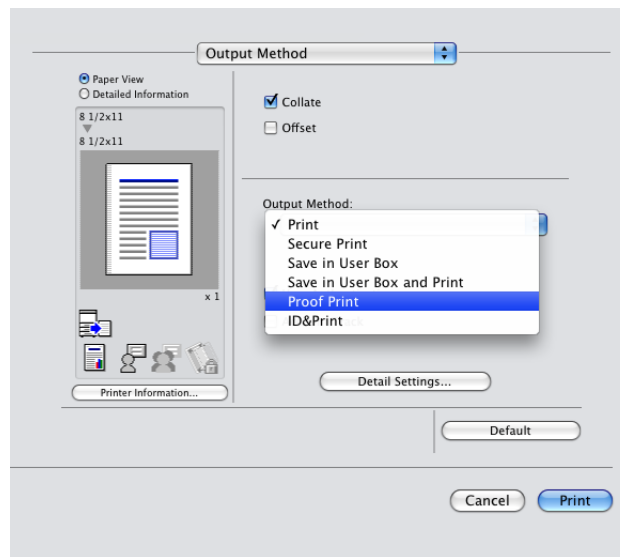 Output Method
Paper View
Detailed Information
8 1/2x11
8 1/2x11
x 1
Printer Information...
Collate
Offset
Output Method:
✓ Print
Secure Print
Save in User Box
Save in User Box and Print
Proof Print
ID&Print
Detail Settings...
Default
Cancel
Print